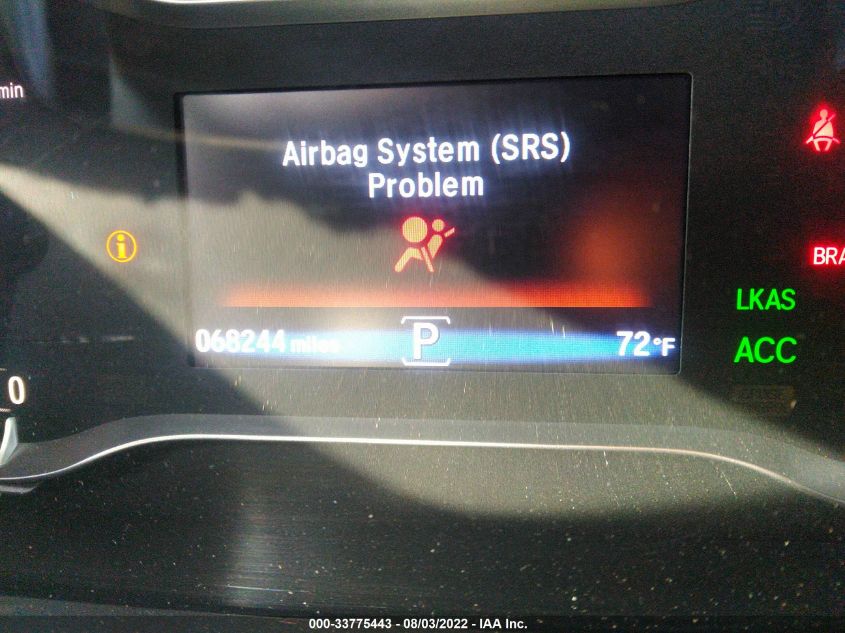 min
Airbag System (SRS)
Problem
BRA
LKAS
068244 miles P 72°F
ACC
0
000-33775443 - 08/03/2022 - IAA Inc.